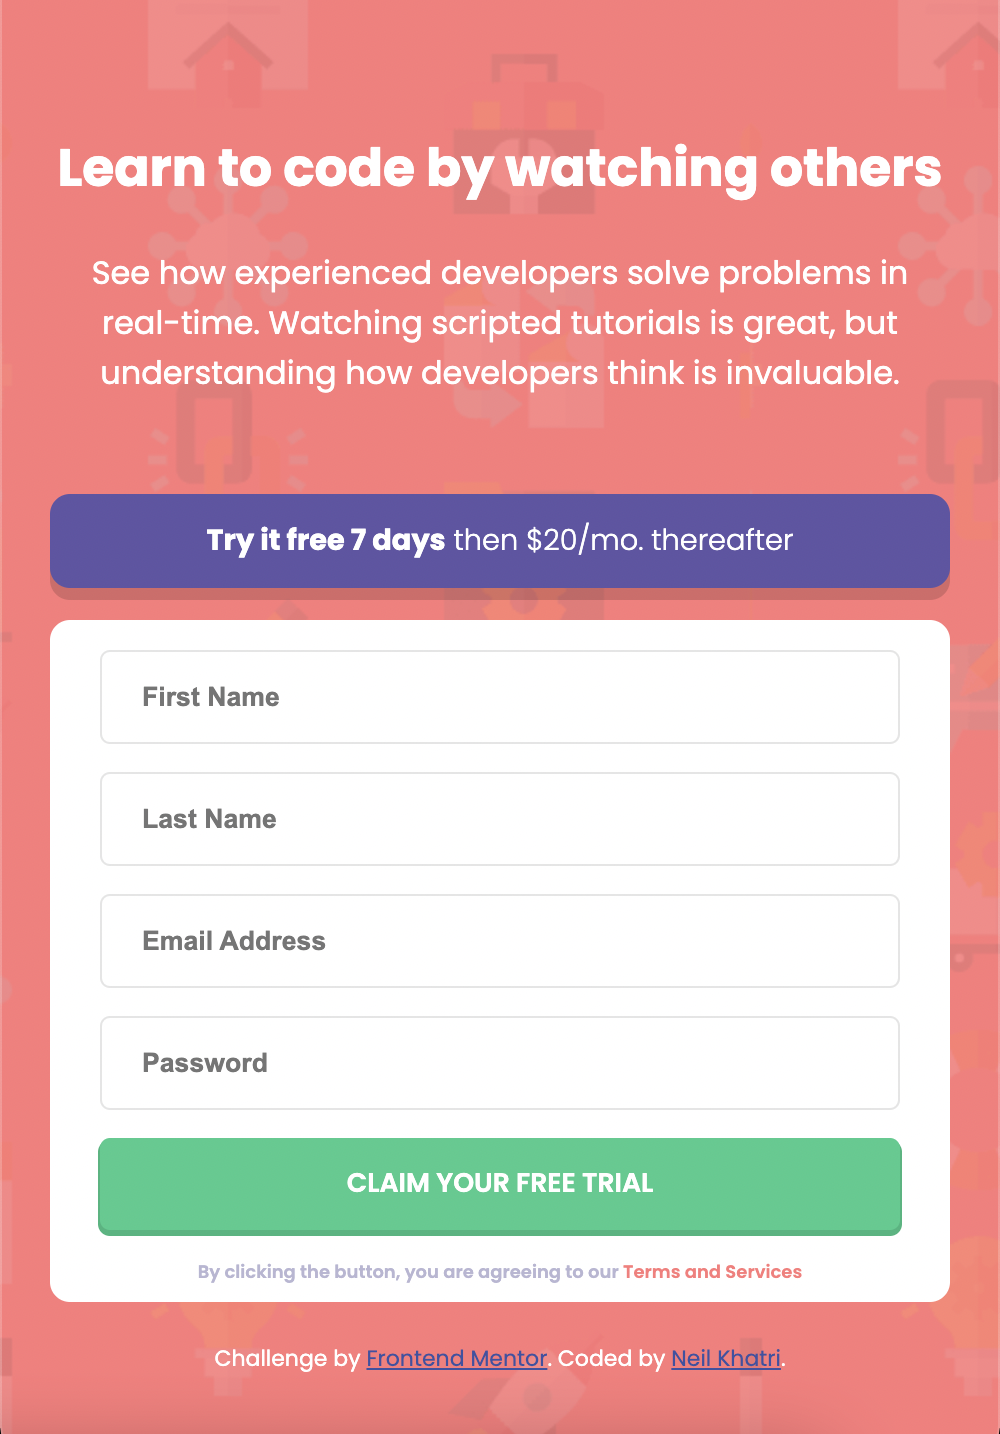 Learn to code by watching others
See how experienced developers solve problems in
real-time. Watching scripted tutorials is great, but
understanding how developers think is invaluable.
Try it free 7 days then $20/mo. thereafter
First Name
Last Name
Email Address
Password
CLAIM YOUR FREE TRIAL
By clicking the button, you are agreeing to our Terms and Services
Challenge by Frontend Mentor. Coded by Neil Khatri.